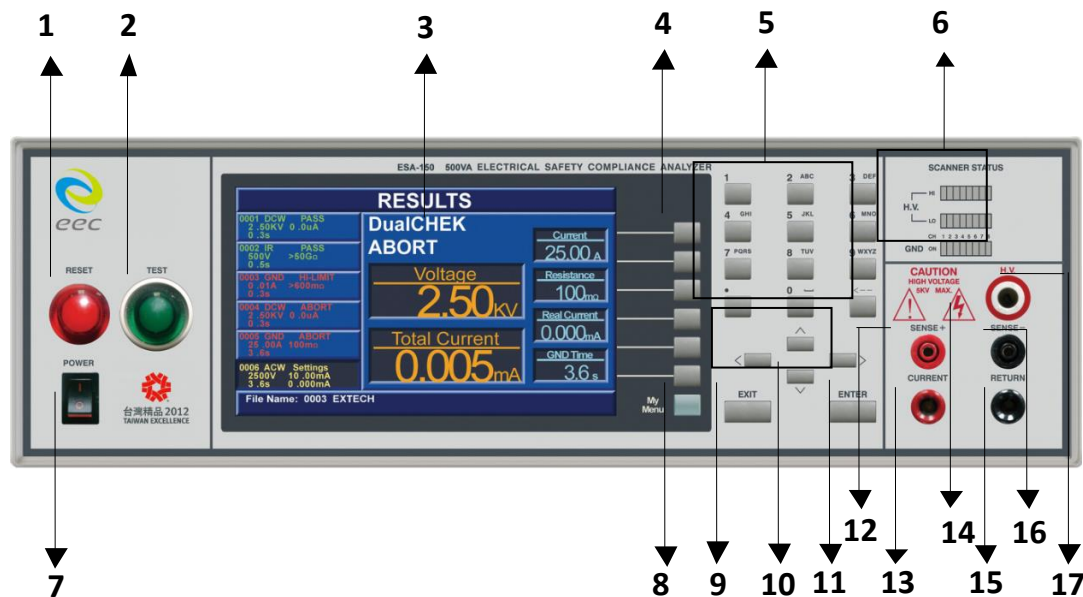 1 2 3 4 5 6
ESA-150 500VA ELECTRICAL SAFETY COMPLIANCE ANALYZER
eec
RESET TEST
POWER
台灣精品 2012
TAIWAN EXCELLENCE
RESULTS
0001 DCW PASS
2.50KV 0.0uA
0.3s
0002 IR PASS
500V >50GΩ
0.5s
0003 GND HI-LIMIT
0.01A >600mΩ
0.3s
0004 DCW ABORT
2.50KV 0.0uA
0.3s
0005 GND ABORT
25.00A 100mΩ
3.6s
0006 ACW Settings
2500V 10.00mA
3.6s 0.000mA
DualCHEK
ABORT
Voltage
2.50KV
Total Current
0.005mA
Current
25.00 A
Resistance
100mΩ
Real Current
0.000mA
GND Time
3.6 s
File Name: 0003 EXTECH
My
Menu
1 2 ABC 3 DEF
4 GHI 5 JKL 6 MNO
7 PQRS 8 TUV 9 WXYZ
• 0 ⎵ <--
< ^ >
v
EXIT ENTER
SCANNER STATUS
HI
H.V.
LO
CH 1 2 3 4 5 6 7 8
GND ON
CAUTION
HIGH VOLTAGE
5KV MAX.
H.V.
SENSE + SENSE -
CURRENT RETURN
7 8 9 10 11 12 13 14 15 16 17